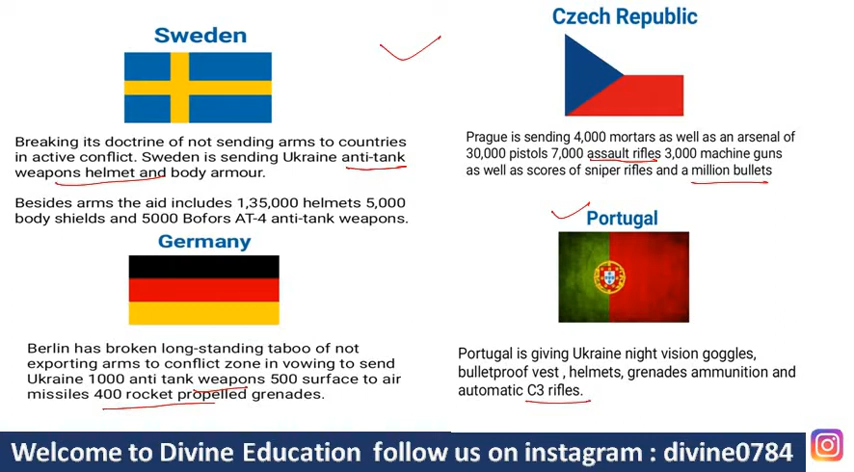 Sweden
Breaking its doctrine of not sending arms to countries
in active conflict. Sweden is sending Ukraine anti-tank
weapons helmet and body armour.
Besides arms the aid includes 1,35,000 helmets 5,000
body shields and 5000 Bofors AT-4 anti-tank weapons.
Germany
Berlin has broken long-standing taboo of not
exporting arms to conflict zone in vowing to send
Ukraine 1000 anti tank weapons 500 surface to air
missiles 400 rocket propelled grenades.
Czech Republic
Prague is sending 4,000 mortars as well as an arsenal of
30,000 pistols 7,000 assault rifles 3,000 machine guns
as well as scores of sniper rifles and a million bullets
Portugal
Portugal is giving Ukraine night vision goggles,
bulletproof vest , helmets, grenades ammunition and
automatic C3 rifles.
Welcome to Divine Education follow us on instagram : divine0784